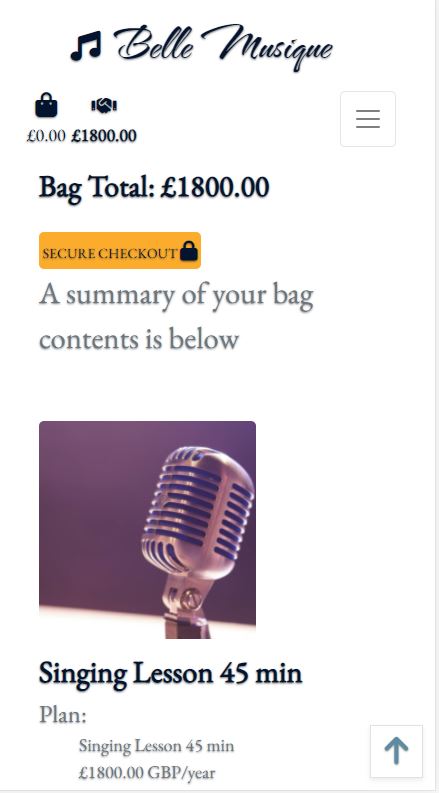 Belle Musique
£0.00 £1800.00
Bag Total: £1800.00
SECURE CHECKOUT
A summary of your bag
contents is below
Singing Lesson 45 min
Plan:
Singing Lesson 45 min
£1800.00 GBP/year